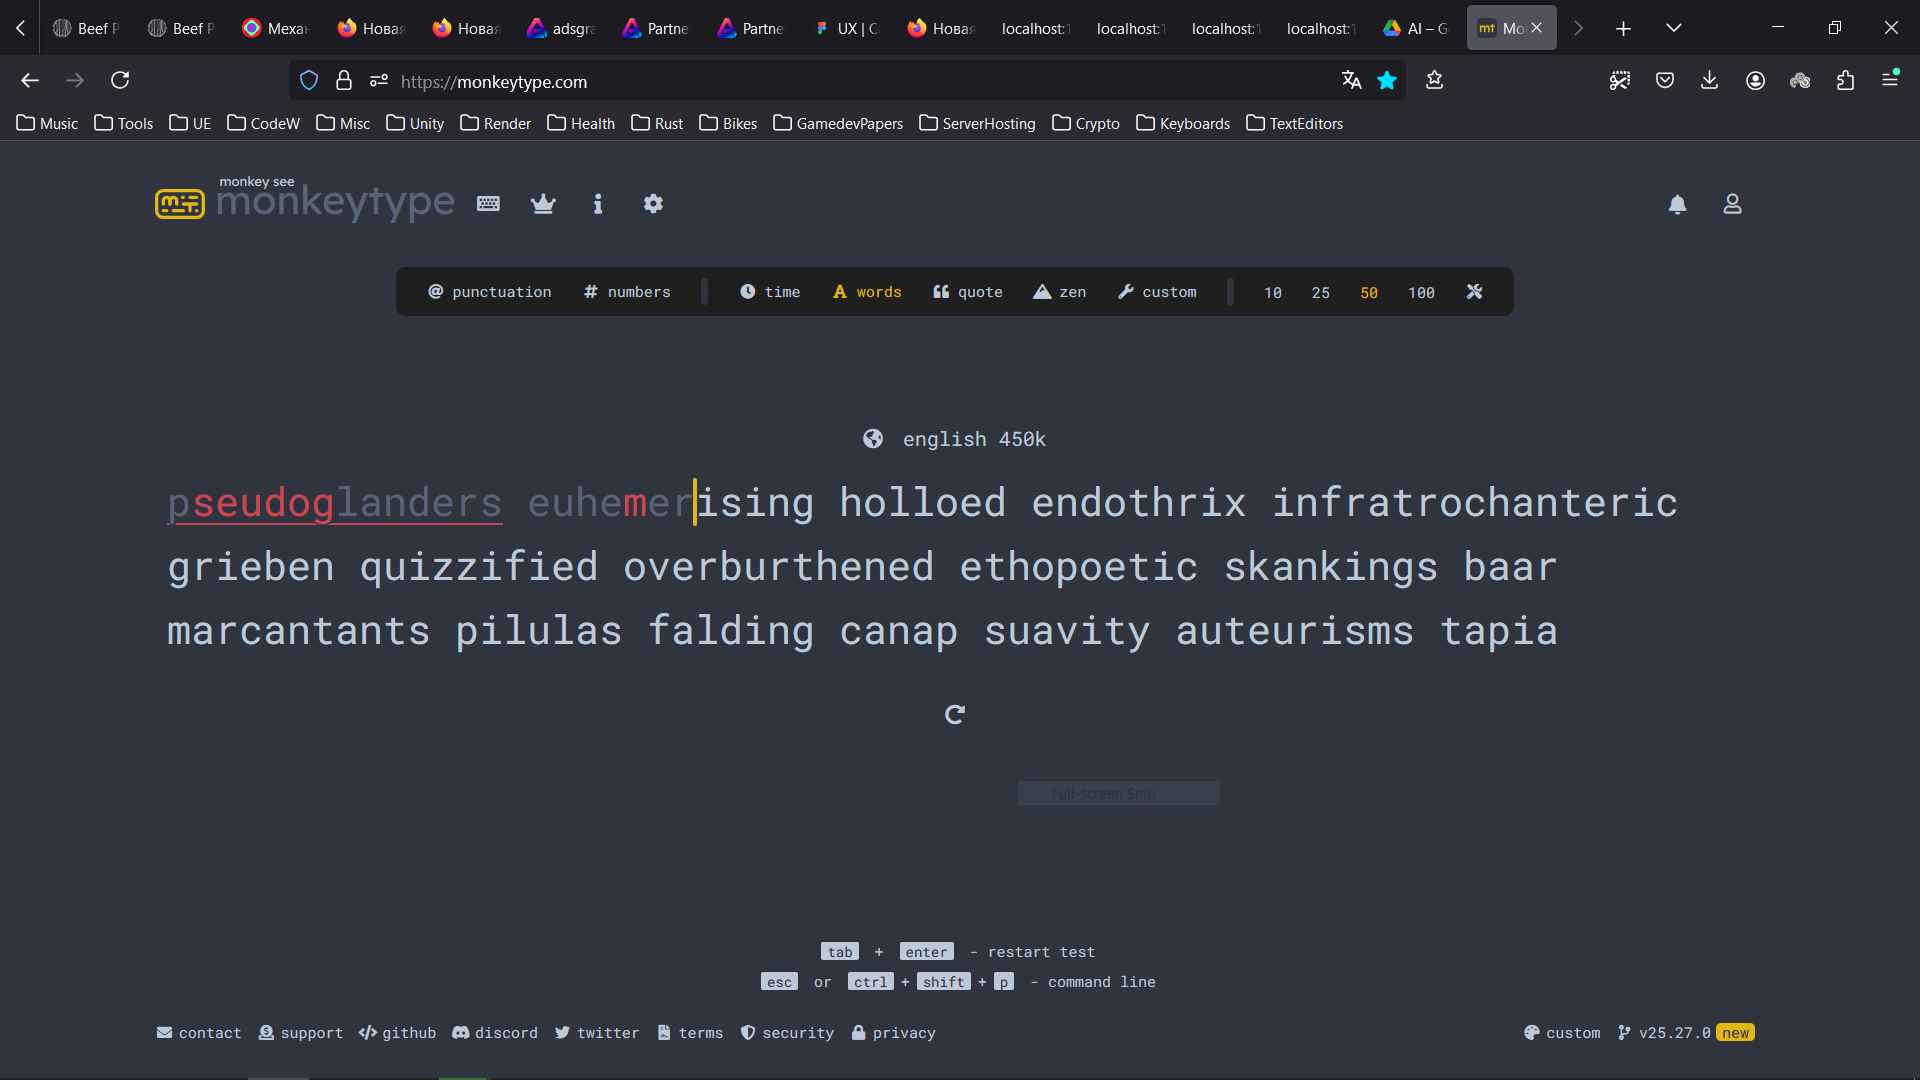 Beef P Beef P Механ Новая Новая adsgra Partne Partne UX | C Новая localhost:1 localhost:1 localhost:1 localhost:1 AI – Go mt Mo
https://monkeytype.com
Music Tools UE CodeW Misc Unity Render Health Rust Bikes GamedevPapers ServerHosting Crypto Keyboards TextEditors
monkey see
monkeytype
@ punctuation # numbers time A words quote zen custom 10 25 50 100
english 450k
pseudoglanders euhemerising holloed endothrix infratrochanteric
grieben quizzified overburthened ethopoetic skankings baar
marcantants pilulas falding canap suavity auteurisms tapia
Full-screen Snip
tab + enter - restart test
esc or ctrl + shift + p - command line
contact support github discord twitter terms security privacy custom v25.27.0 new